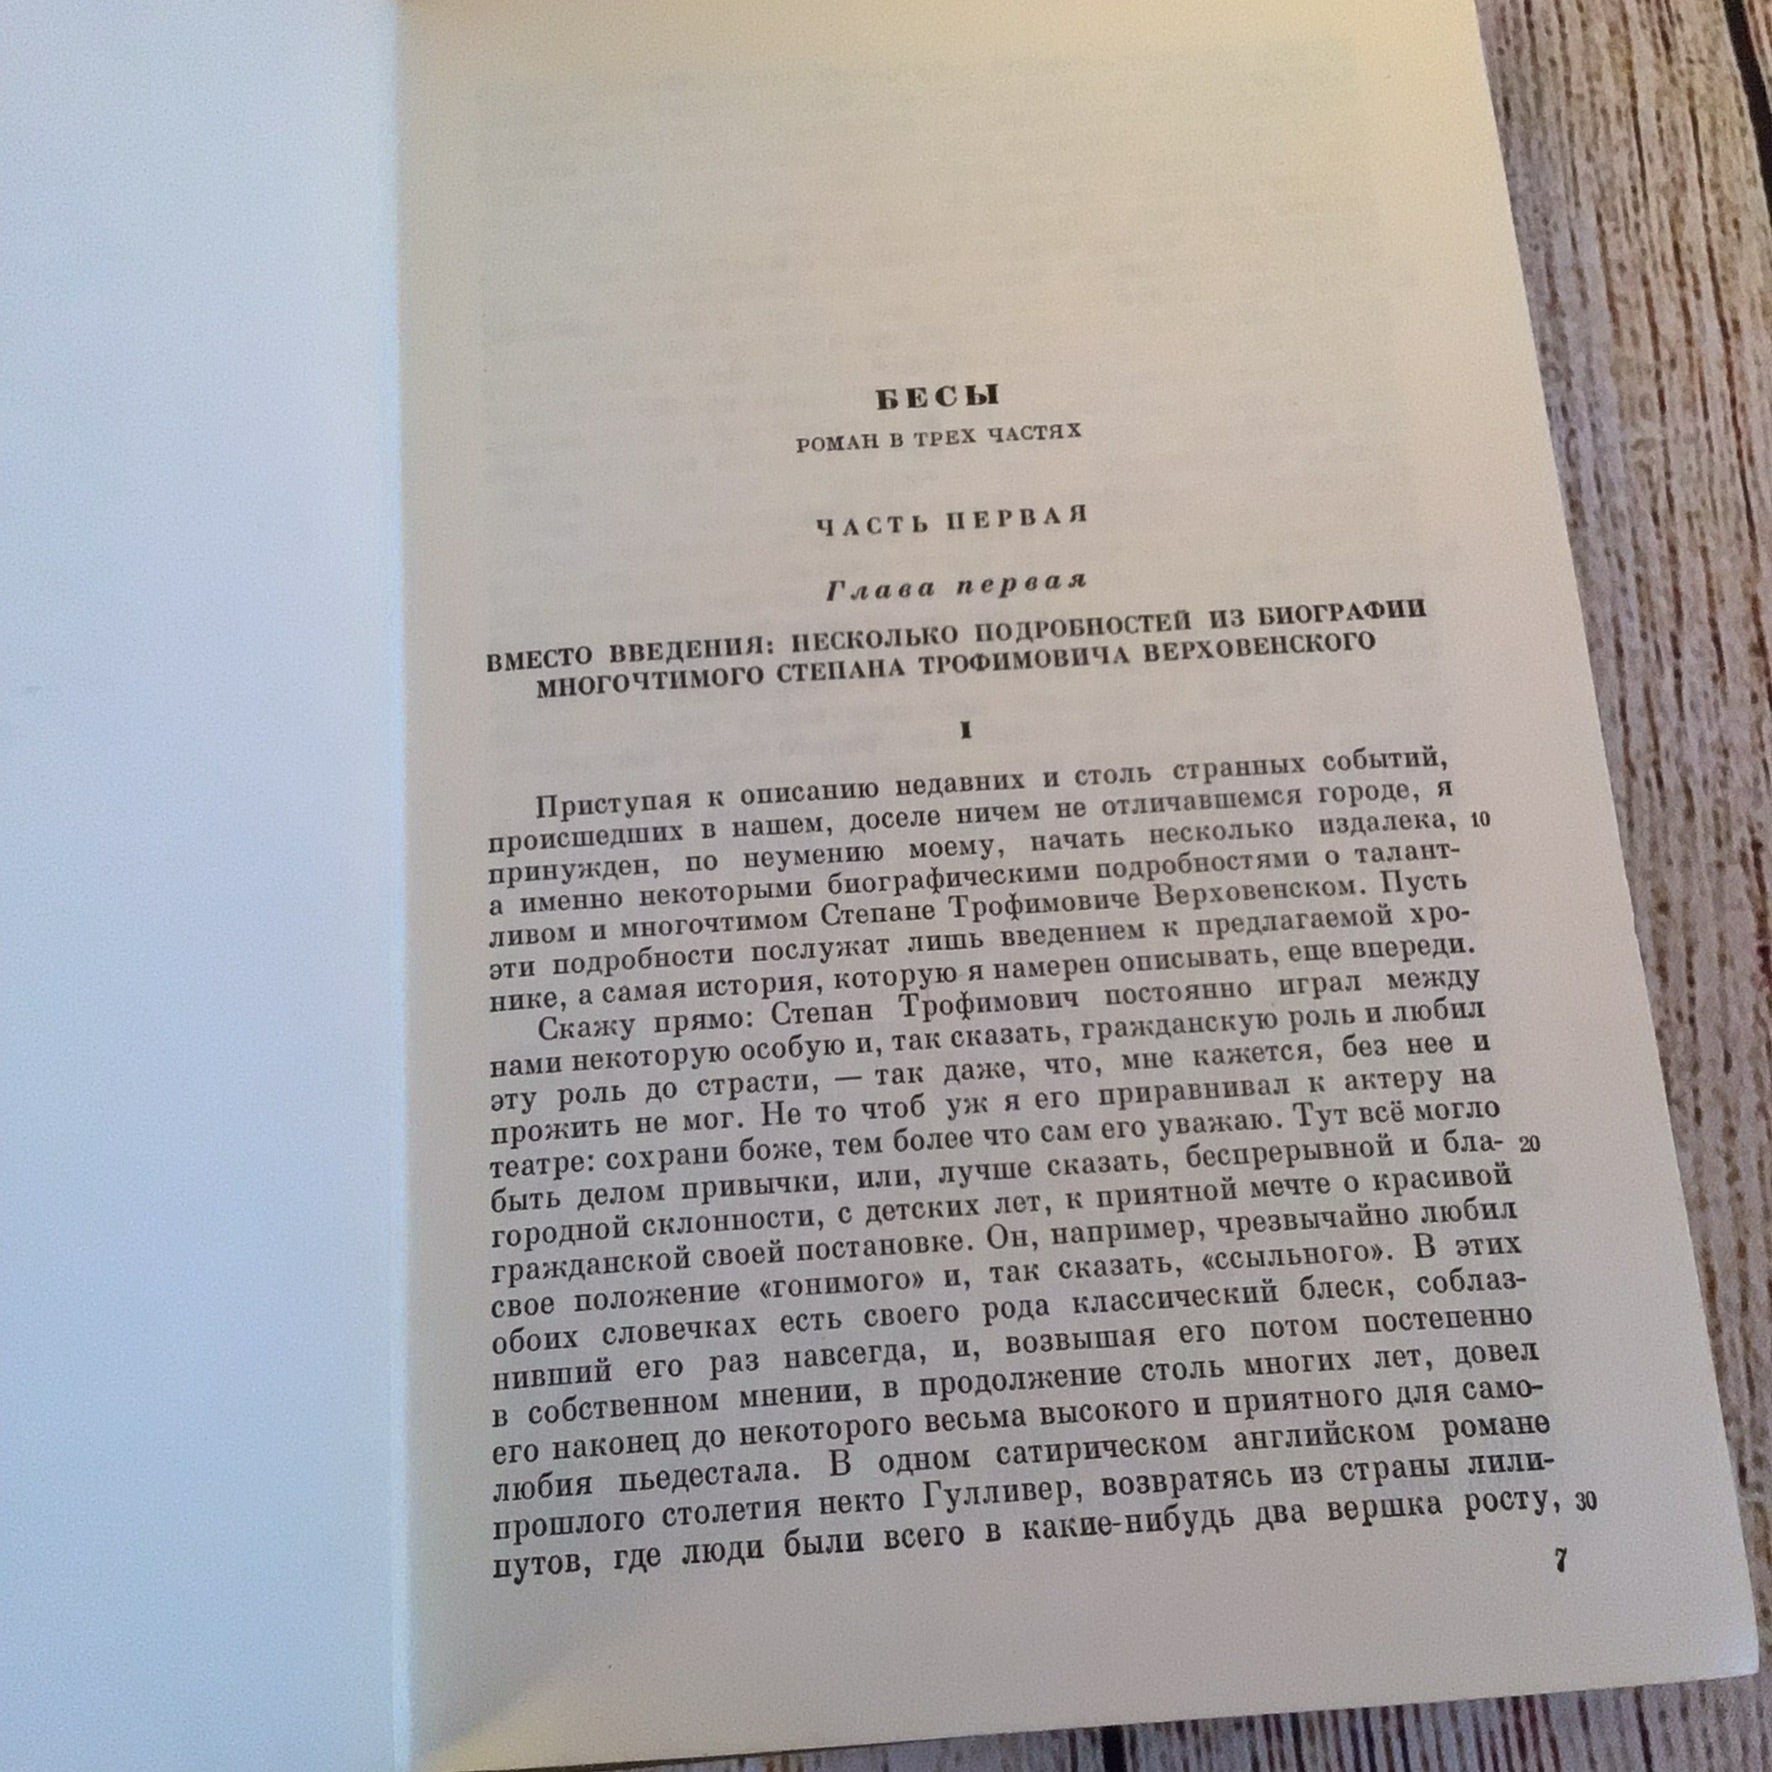 БЕСЫ
РОМАН В ТРЕХ ЧАСТЯХ
ЧАСТЬ ПЕРВАЯ
Глава первая
ВМЕСТО ВВЕДЕНИЯ: НЕСКОЛЬКО ПОДРОБНОСТЕЙ ИЗ БИОГРАФИИ
МНОГОЧТИМОГО СТЕПАНА ТРОФИМОВИЧА ВЕРХОВЕНСКОГО
I
Приступая к описанию недавних и столь странных событий,
происшедших в нашем, доселе ничем не отличавшемся городе, я
принужден, по неумению моему, начать несколько издалека, 10
а именно некоторыми биографическими подробностями о талант-
ливом и многочтимом Степане Трофимовиче Верховенском. Пусть
эти подробности послужат лишь введением к предлагаемой хро-
нике, а самая история, которую я намерен описывать, еще впереди.
Скажу прямо: Степан Трофимович постоянно играл между
нами некоторую особую и, так сказать, гражданскую роль и любил
эту роль до страсти, — так даже, что, мне кажется, без нее и
прожить не мог. Не то чтоб уж я его приравнивал к актеру на
театре: сохрани боже, тем более что сам его уважаю. Тут всё могло
быть делом привычки, или, лучше сказать, беспрерывной и бла- 20
городной склонности, с детских лет, к приятной мечте о красивой
гражданской своей постановке. Он, например, чрезвычайно любил
свое положение «гонимого» и, так сказать, «ссыльного». В этих
обоих словечках есть своего рода классический блеск, соблаз-
нивший его раз навсегда, и, возвышая его потом постепенно
в собственном мнении, в продолжение столь многих лет, довел
его наконец до некоторого весьма высокого и приятного для само-
любия пьедестала. В одном сатирическом английском романе
прошлого столетия некто Гулливер, возвратясь из страны лили-
путов, где люди были всего в какие-нибудь два вершка росту, 30
7